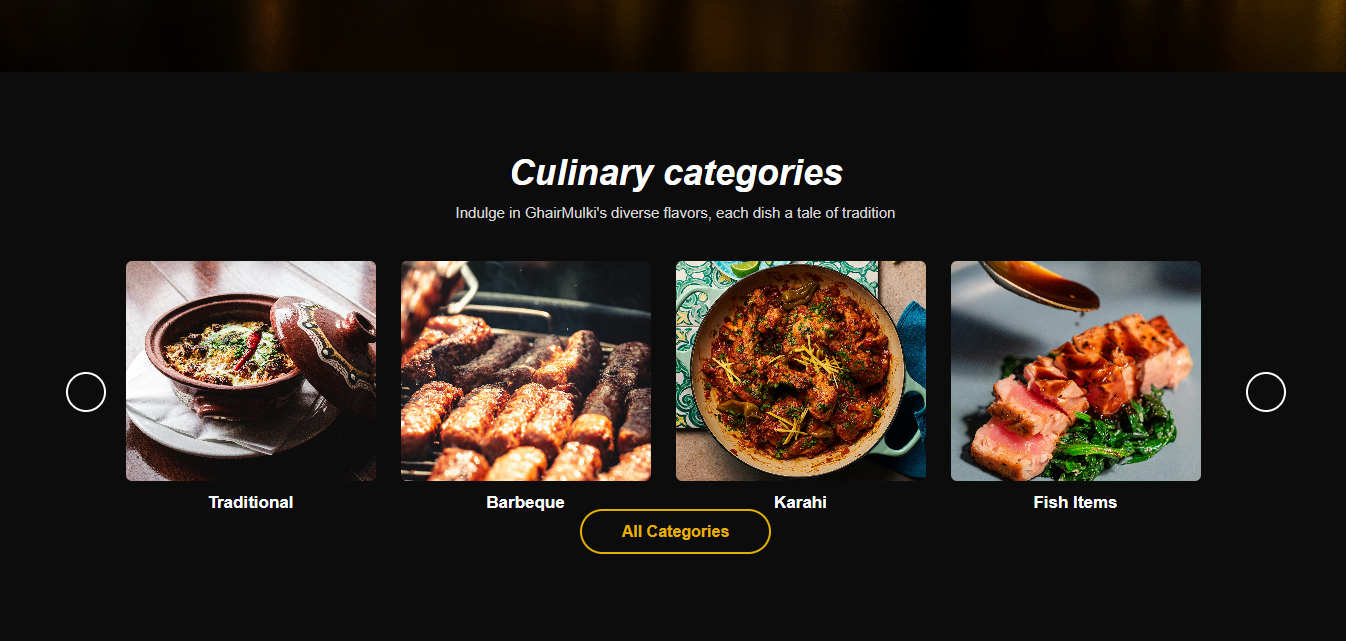 Culinary categories
Indulge in GhairMulki's diverse flavors, each dish a tale of tradition
Traditional
Barbeque
Karahi
Fish Items
All Categories